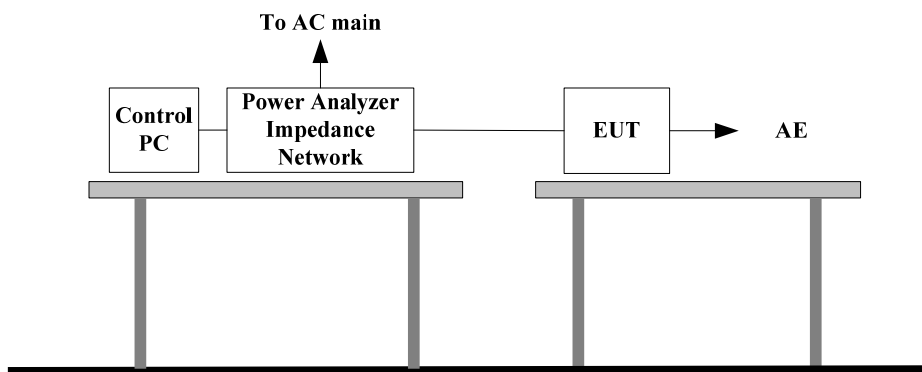 To AC main
Control
PC
Power Analyzer
Impedance
Network
EUT
AE